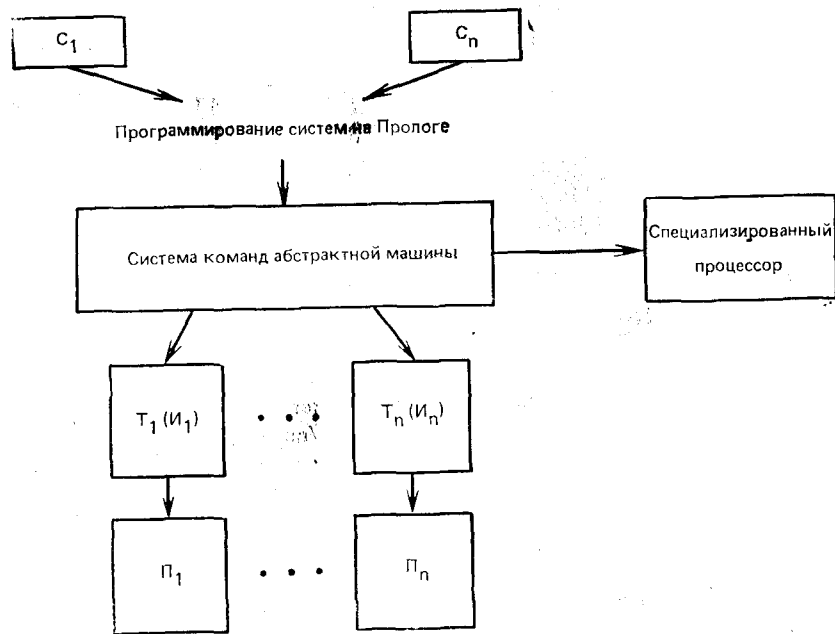 C1
Cn
Программирование систем на Прологе
Система команд абстрактной машины
Специализированный
процессор
T1 (И1)
• • •
Tn (Иn)
П1
• • •
Пn